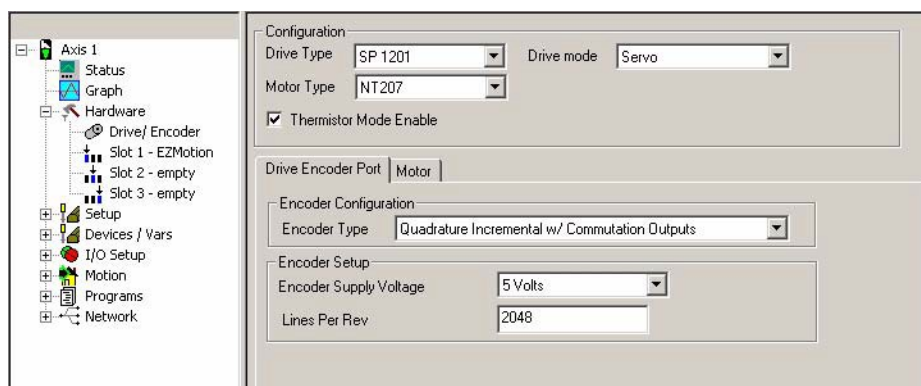 Axis 1
Status
Graph
Hardware
Drive/ Encoder
Slot 1 - EZMotion
Slot 2 - empty
Slot 3 - empty
Setup
Devices / Vars
I/O Setup
Motion
Programs
Network
Configuration
Drive Type SP 1201 Drive mode Servo
Motor Type NT207
Thermistor Mode Enable
Drive Encoder Port Motor
Encoder Configuration
Encoder Type Quadrature Incremental w/ Commutation Outputs
Encoder Setup
Encoder Supply Voltage 5 Volts
Lines Per Rev 2048